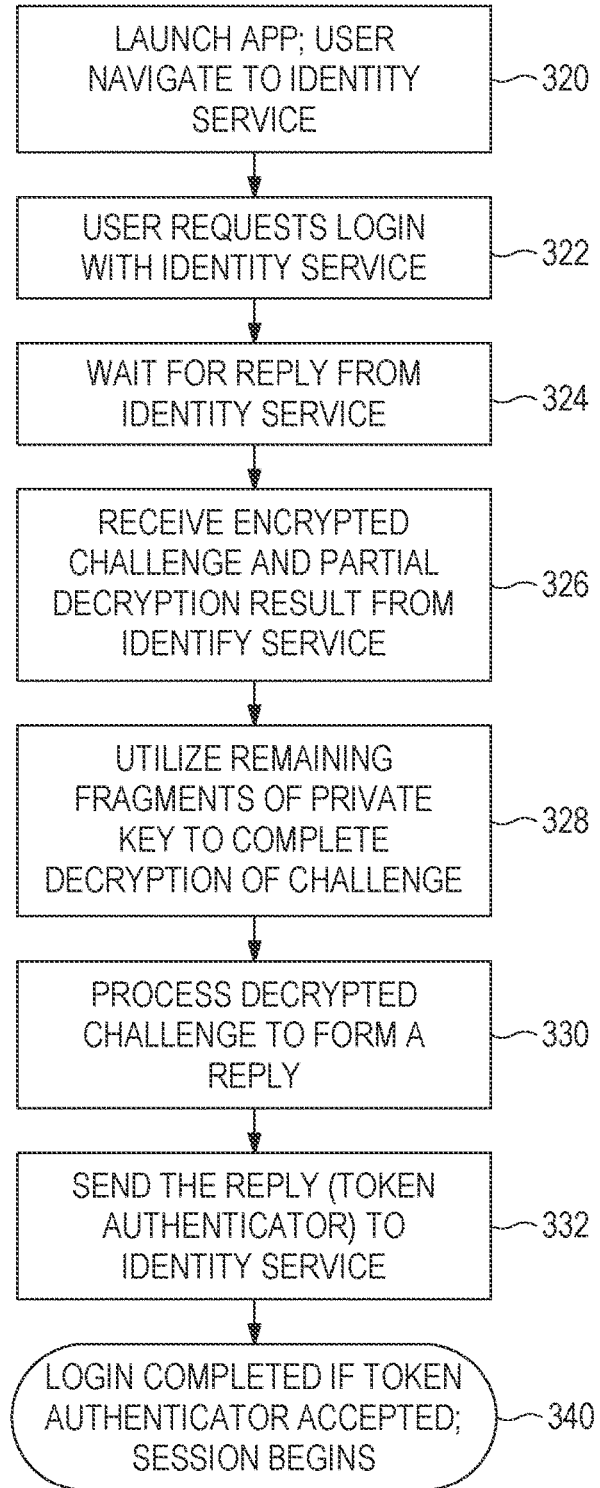 LAUNCH APP; USER
NAVIGATE TO IDENTITY
SERVICE
320
USER REQUESTS LOGIN
WITH IDENTITY SERVICE
322
WAIT FOR REPLY FROM
IDENTITY SERVICE
324
RECEIVE ENCRYPTED
CHALLENGE AND PARTIAL
DECRYPTION RESULT FROM
IDENTIFY SERVICE
326
UTILIZE REMAINING
FRAGMENTS OF PRIVATE
KEY TO COMPLETE
DECRYPTION OF CHALLENGE
328
PROCESS DECRYPTED
CHALLENGE TO FORM A
REPLY
330
SEND THE REPLY (TOKEN
AUTHENTICATOR) TO
IDENTITY SERVICE
332
LOGIN COMPLETED IF TOKEN
AUTHENTICATOR ACCEPTED;
SESSION BEGINS
340